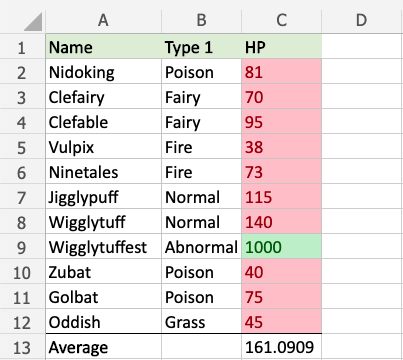 A B C D
1 Name Type 1 HP
2 Nidoking Poison 81
3 Clefairy Fairy 70
4 Clefable Fairy 95
5 Vulpix Fire 38
6 Ninetales Fire 73
7 Jigglypuff Normal 115
8 Wigglytuff Normal 140
9 Wigglytuffest Abnormal 1000
10 Zubat Poison 40
11 Golbat Poison 75
12 Oddish Grass 45
13 Average 161.0909